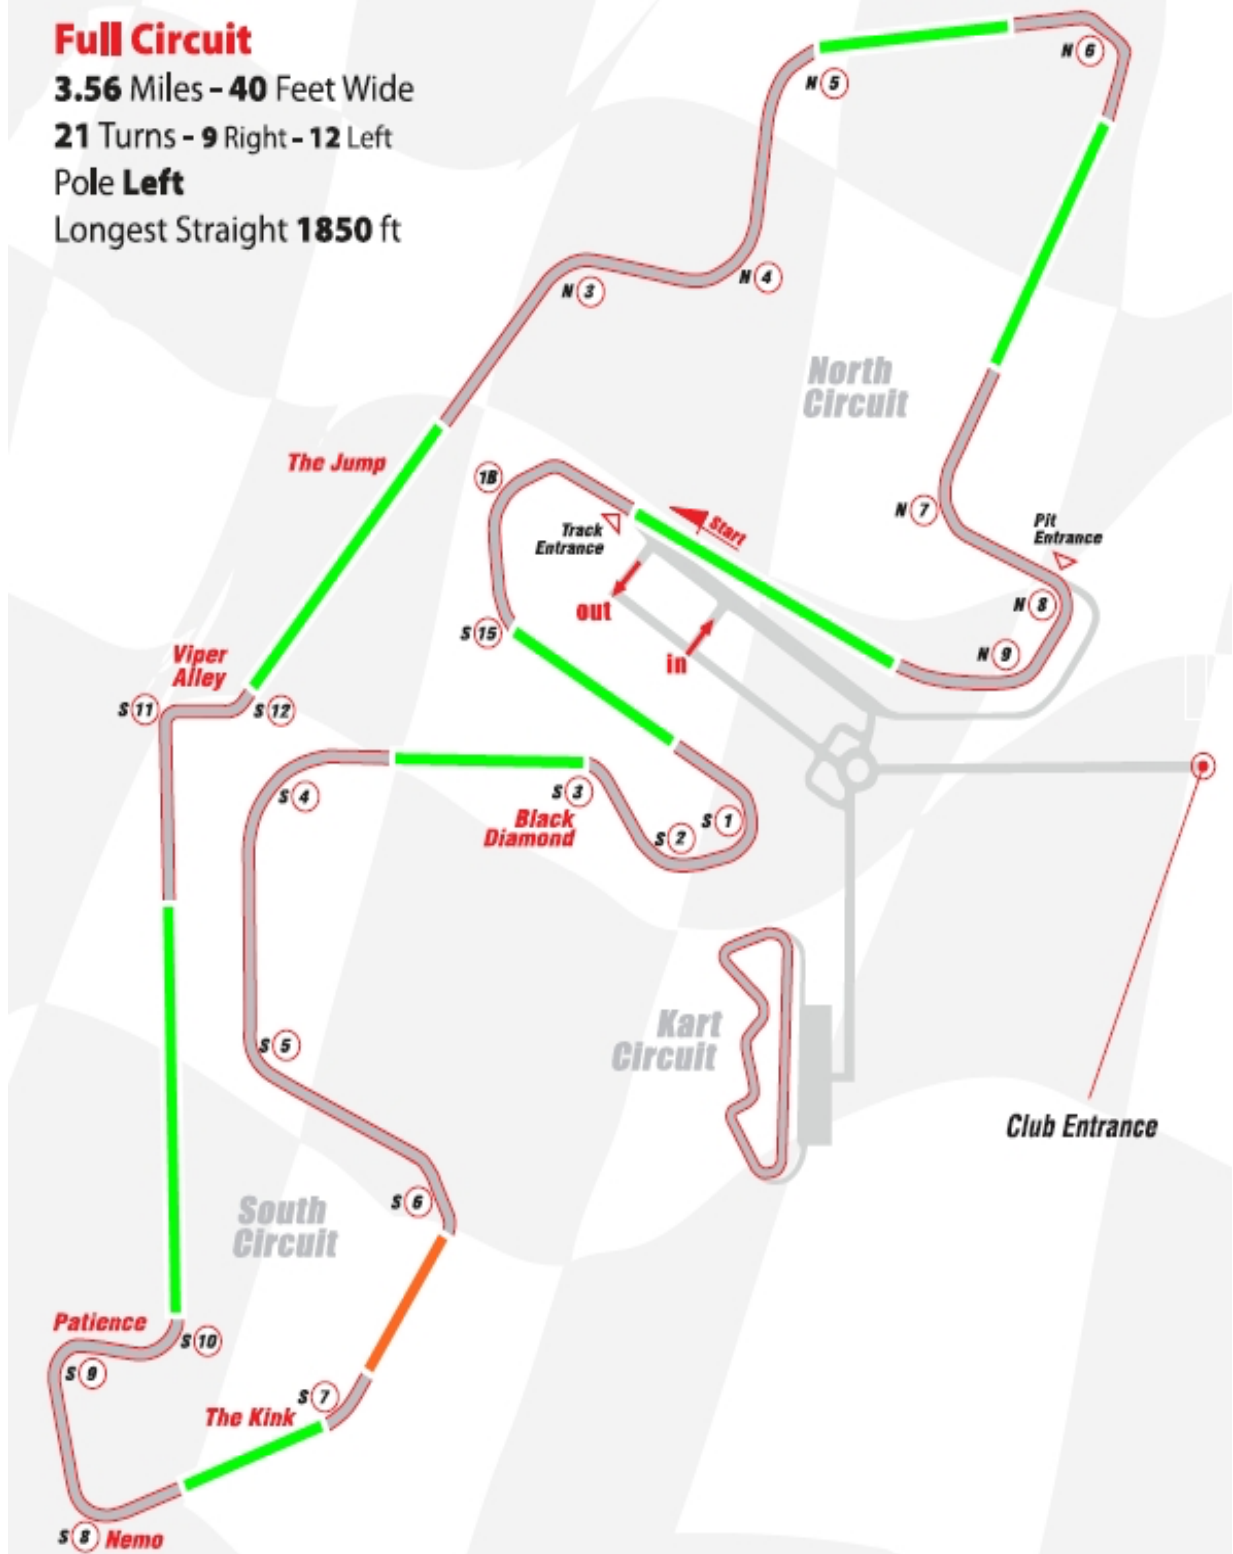 Full Circuit
3.56 Miles - 40 Feet Wide
21 Turns - 9 Right - 12 Left
Pole Left
Longest Straight 1850 ft
N 6
N 5
N 4
N 3
North
Circuit
The Jump
1B
Start
Track
Entrance
N 7
Pit
Entrance
out
N 8
S 15
in
N 9
Viper
Alley
S 11
S 12
S 4
S 3
Black
Diamond
S 1
S 2
Kart
Circuit
S 5
Club Entrance
S 6
South
Circuit
Patience
S 10
S 9
S 7
The Kink
S 8 Nemo